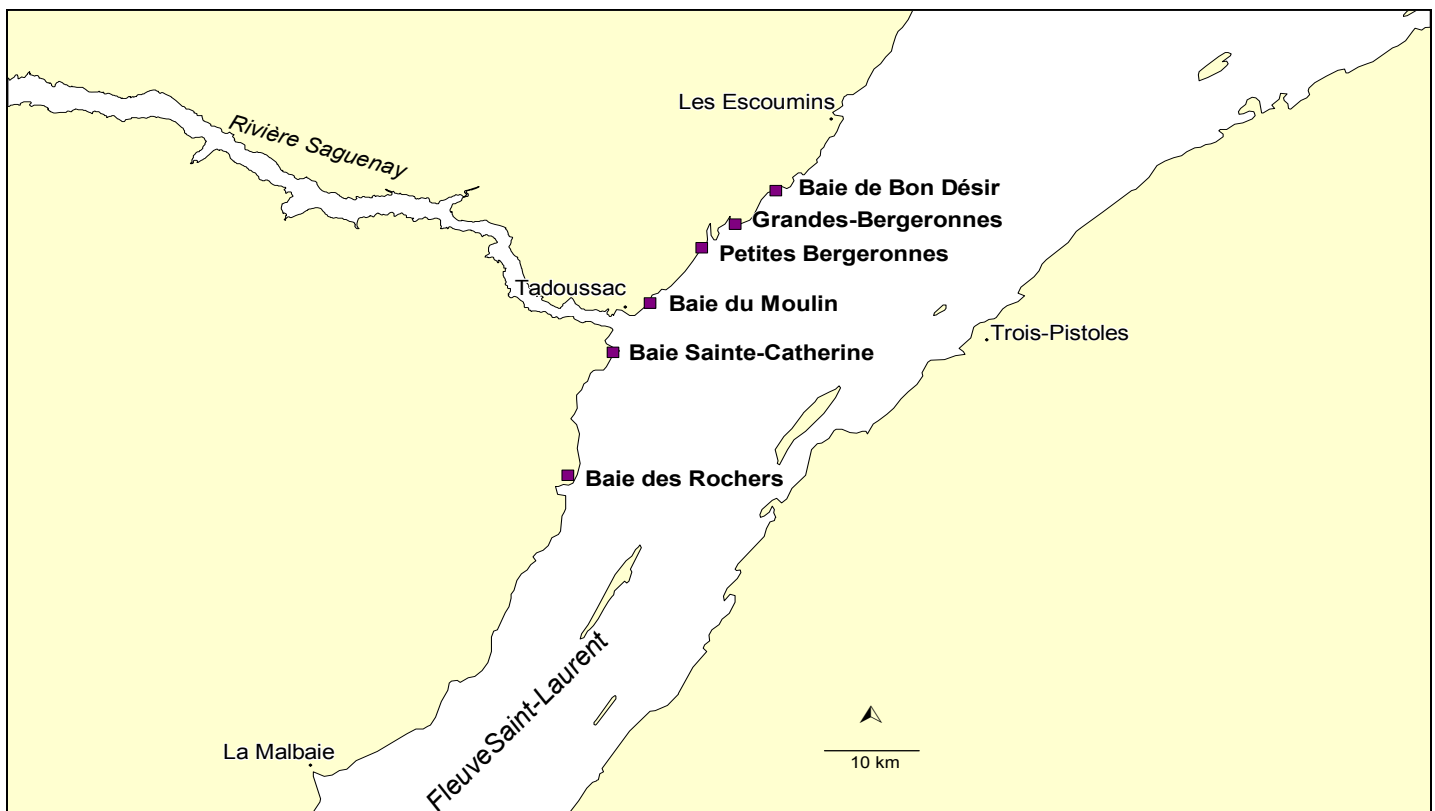 Les Escoumins
Rivière Saguenay
Baie de Bon Désir
Grandes-Bergeronnes
Petites Bergeronnes
Tadoussac
Baie du Moulin
Trois-Pistoles
Baie Sainte-Catherine
Baie des Rochers
FleuveSaint-Laurent
La Malbaie
10 km